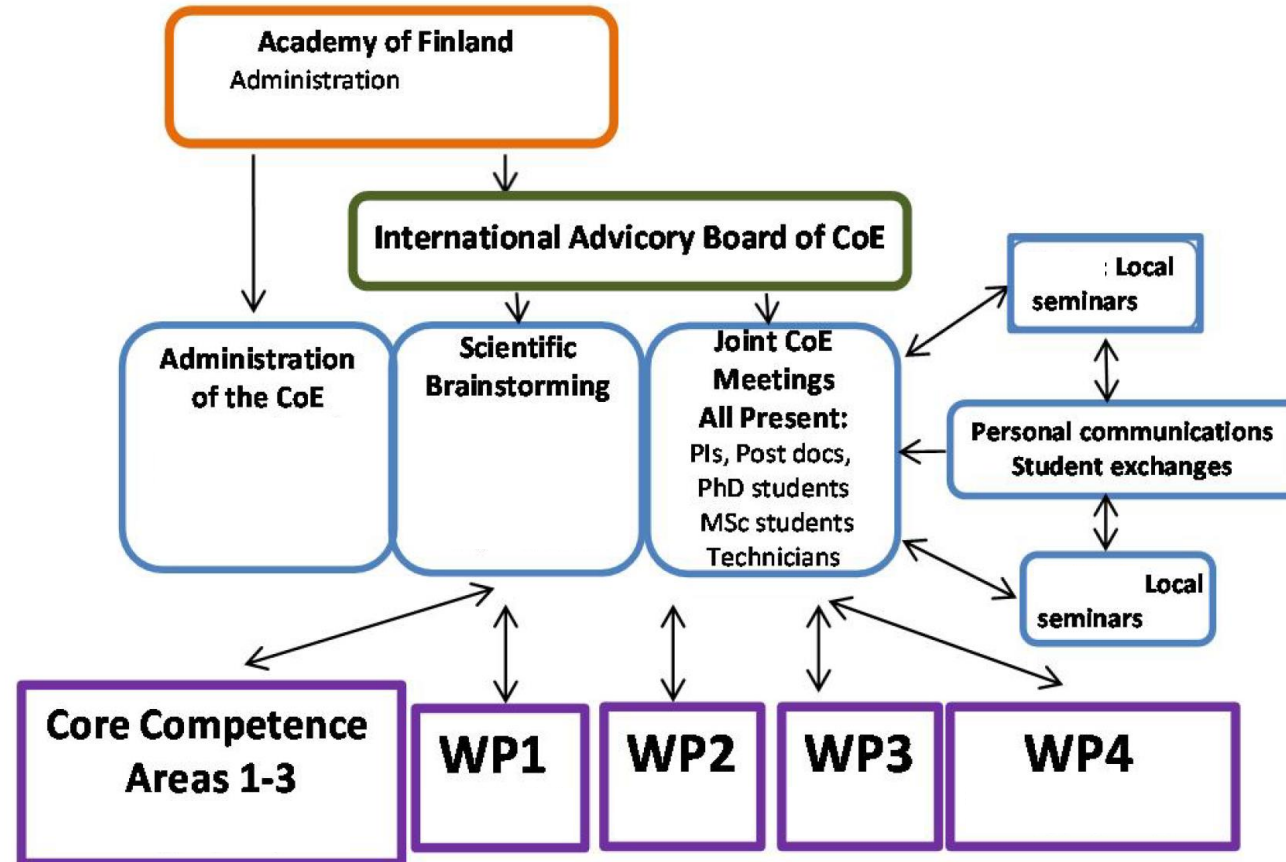 Academy of Finland
Administration
International Advicory Board of CoE
Administration
of the CoE
Scientific
Brainstorming
Joint CoE
Meetings
All Present:
PIs, Post docs,
PhD students
MSc students
Technicians
: Local
seminars
Personal communications
Student exchanges
Local
seminars
Core Competence
Areas 1-3
WP1
WP2
WP3
WP4